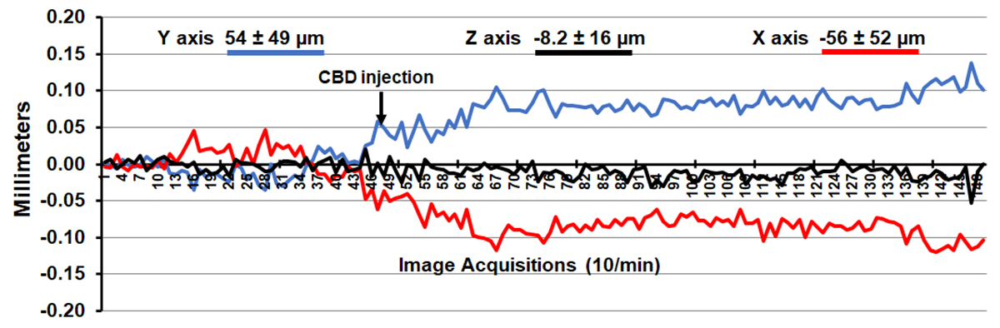 0.20
Y axis 54 ± 49 µm
Z axis -8.2 ± 16 µm
X axis -56 ± 52 µm
0.15
CBD injection
0.10
0.05
0.00
-0.05
-0.10
-0.15
-0.20
Millimeters
1 4 7 10 13 16 19 22 25 28 31 34 37 40 43 46 49 52 55 58 61 64 67 70 73 76 79 82 85 88 91 94 97 100 103 106 109 112 115 118 121 124 127 130 133 136 139 142 145 148
Image Acquisitions (10/min)